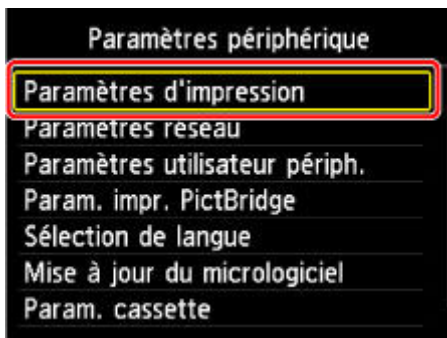 Paramètres périphérique
Paramètres d'impression
Paramètres réseau
Paramètres utilisateur périph.
Param. impr. PictBridge
Sélection de langue
Mise à jour du micrologiciel
Param. cassette